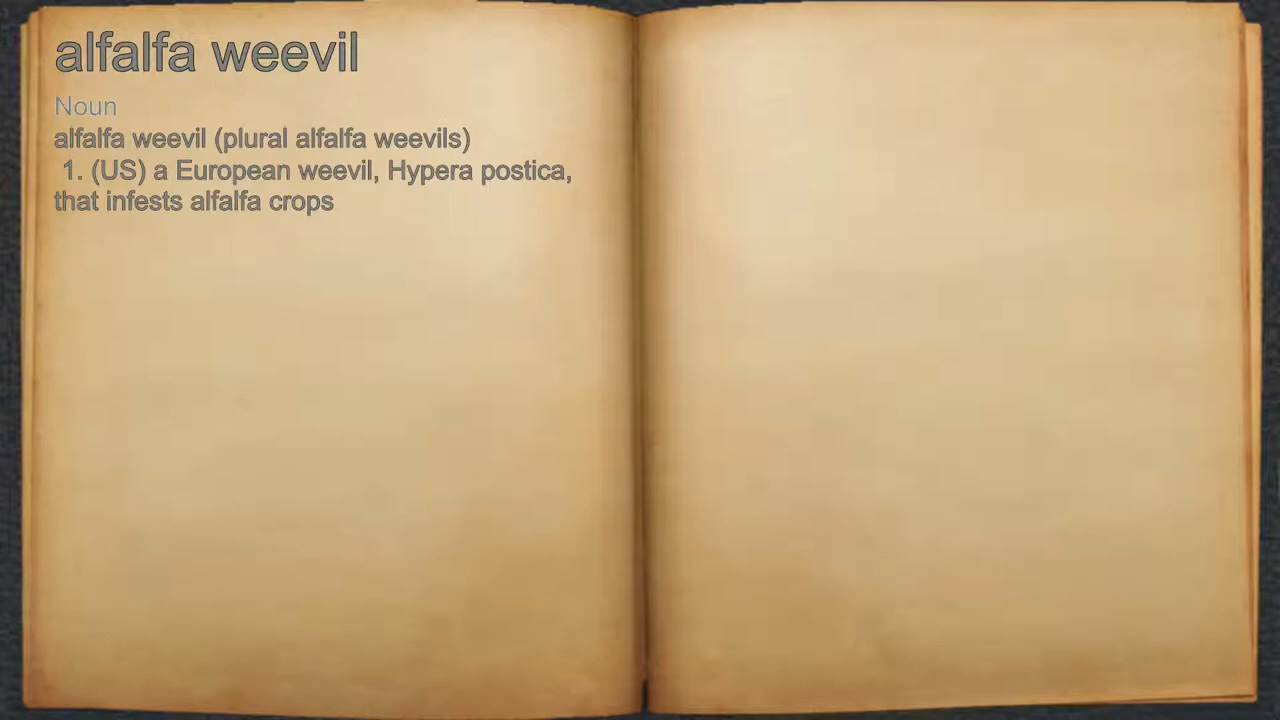 alfalfa weevil
Noun
alfalfa weevil (plural alfalfa weevils)
1. (US) a European weevil, Hypera postica,
that infests alfalfa crops